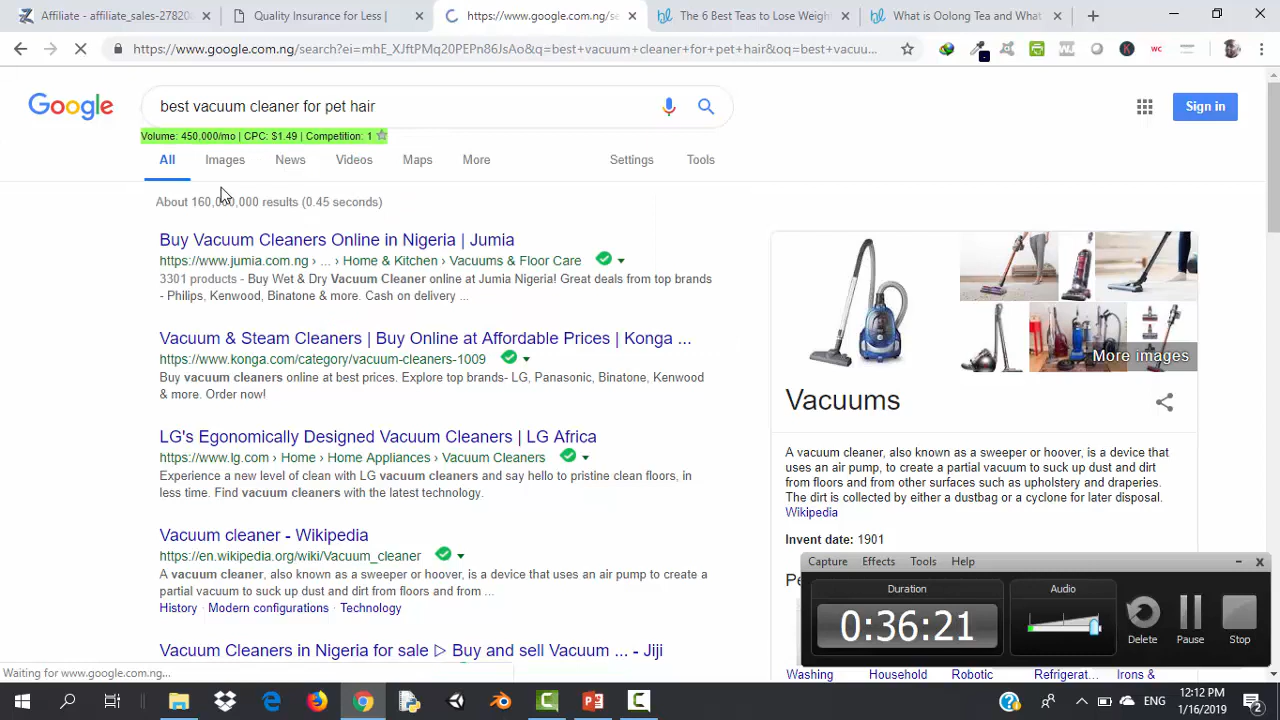 Affiliate - affiliate_sales-27820
Quality Insurance for Less |
https://www.google.com.ng/se
The 6 Best Teas to Lose Weigh
What is Oolong Tea and What
https://www.google.com.ng/search?ei=mhE_XJftPMq20PEPn86JsAo&q=best+vacuum+cleaner+for+pet+hair&oq=best+vacuu...
Google
best vacuum cleaner for pet hair
Sign in
Volume: 450,000/mo | CPC: $1.49 | Competition: 1
All
Images
News
Videos
Maps
More
Settings
Tools
results (0.45 seconds)
Buy Vacuum Cleaners Online in Nigeria | Jumia
https://www.jumia.com.ng › ... › Home & Kitchen › Vacuums & Floor Care
3301 products - Buy Wet & Dry Vacuum Cleaner online at Jumia Nigeria! Great deals from top brands
- Philips, Kenwood, Binatone & more. Cash on delivery ...
Vacuum & Steam Cleaners | Buy Online at Affordable Prices | Konga ...
https://www.konga.com/category/vacuum-cleaners-1009
Buy vacuum cleaners online at best prices. Explore top brands- LG, Panasonic, Binatone, Kenwood
& more. Order now!
LG's Egonomically Designed Vacuum Cleaners | LG Africa
https://www.lg.com › Home › Home Appliances › Vacuum Cleaners
Experience a new level of clean with LG vacuum cleaners and say hello to pristine clean floors, in
less time. Find vacuum cleaners with the latest technology.
Vacuum cleaner - Wikipedia
https://en.wikipedia.org/wiki/Vacuum_cleaner
A vacuum cleaner, also known as a sweeper or hoover, is a device that uses an air pump to create a
partial vacuum to suck up dust and dirt from floors and from ...
History · Modern configurations · Technology
Vacuum Cleaners in Nigeria for sale ▷ Buy and sell Vacuum ... - Jiji
More images
Vacuums
A vacuum cleaner, also known as a sweeper or hoover, is a device that
uses an air pump, to create a partial vacuum to suck up dust and dirt
from floors and from other surfaces such as upholstery and draperies.
The dirt is collected by either a dustbag or a cyclone for later disposal.
Wikipedia
Invent date: 1901
Capture
Effects
Tools
Help
Duration
Audio
0:36:21
Delete
Pause
Stop
Washing
Household
Robotic
Refrigerat...
Irons &
Waiting for www.google.com.ng...
ENG
12:12 PM
1/16/2019
2